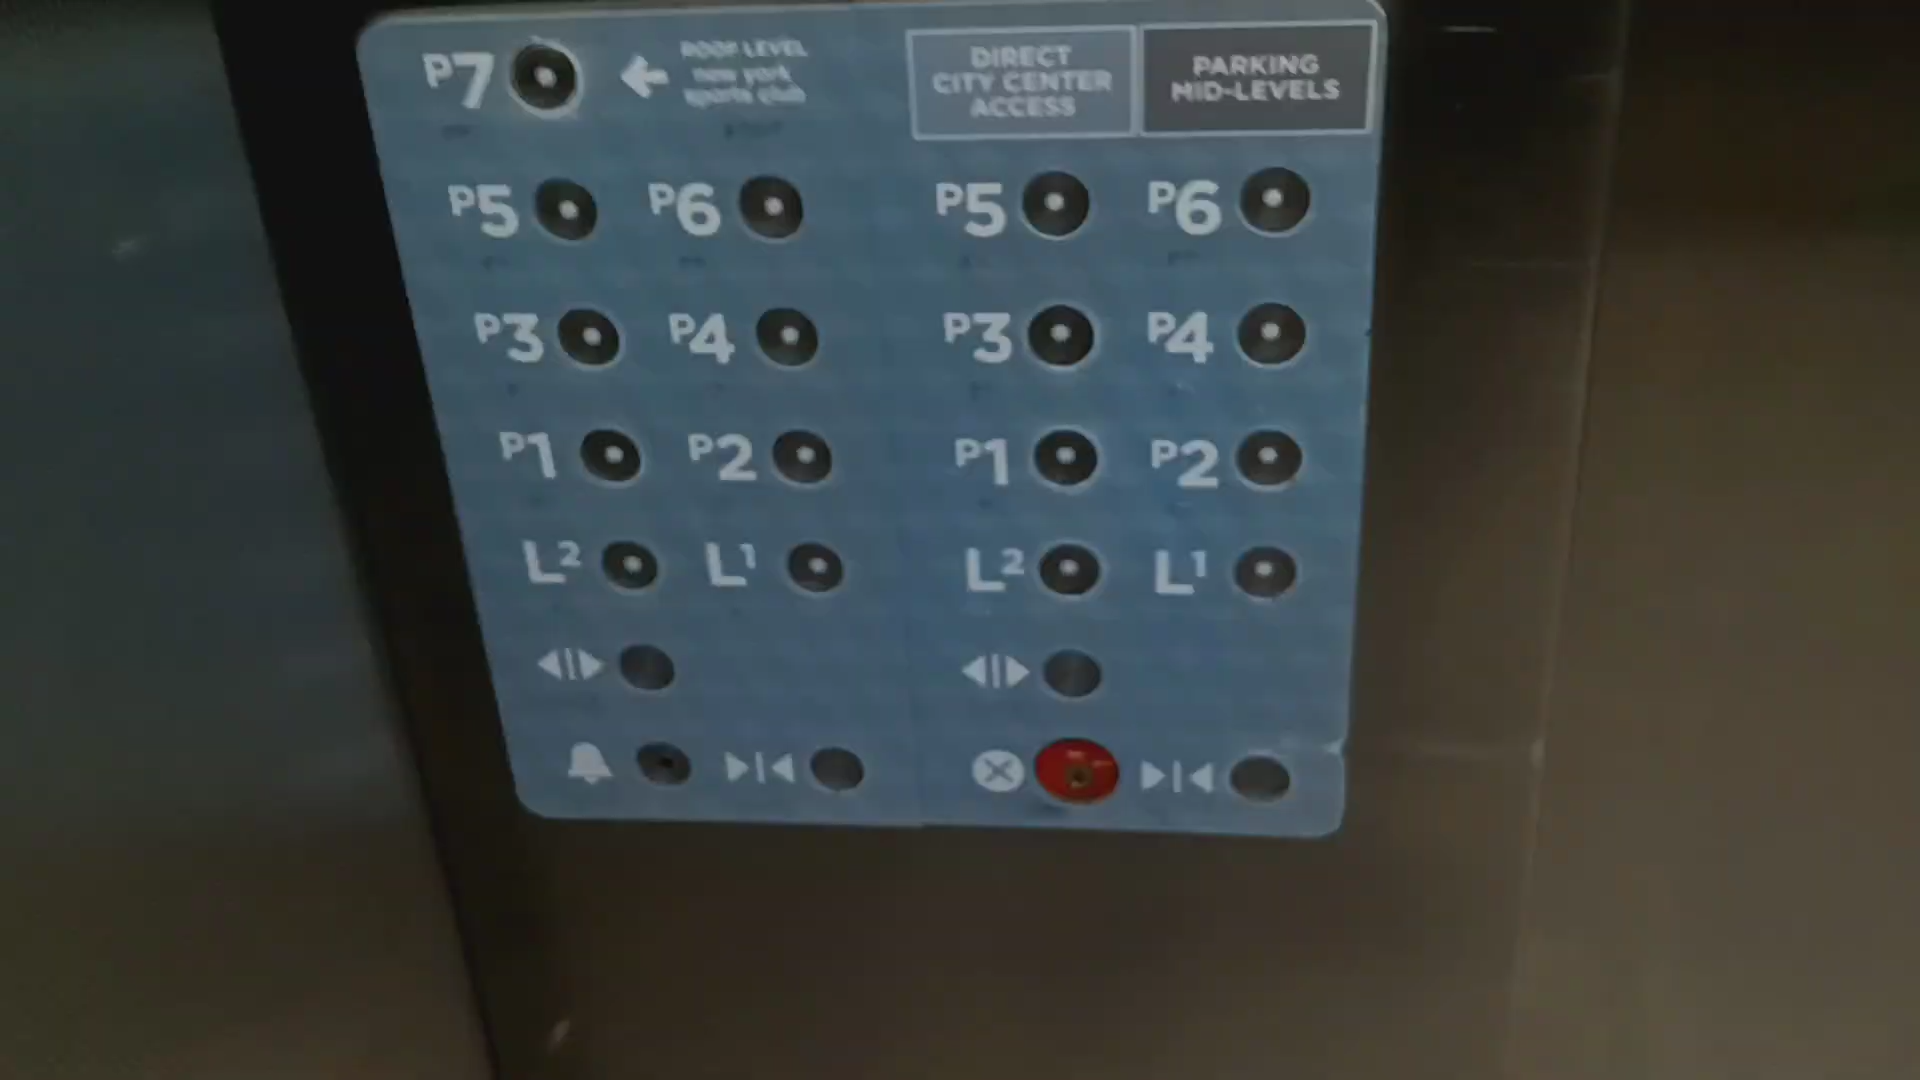 P7 ROOF LEVEL
new york
sports club
DIRECT
CITY CENTER
ACCESS
PARKING
MID-LEVELS
P5 P6 P5 P6
P3 P4 P3 P4
P1 P2 P1 P2
L2 L1 L2 L1